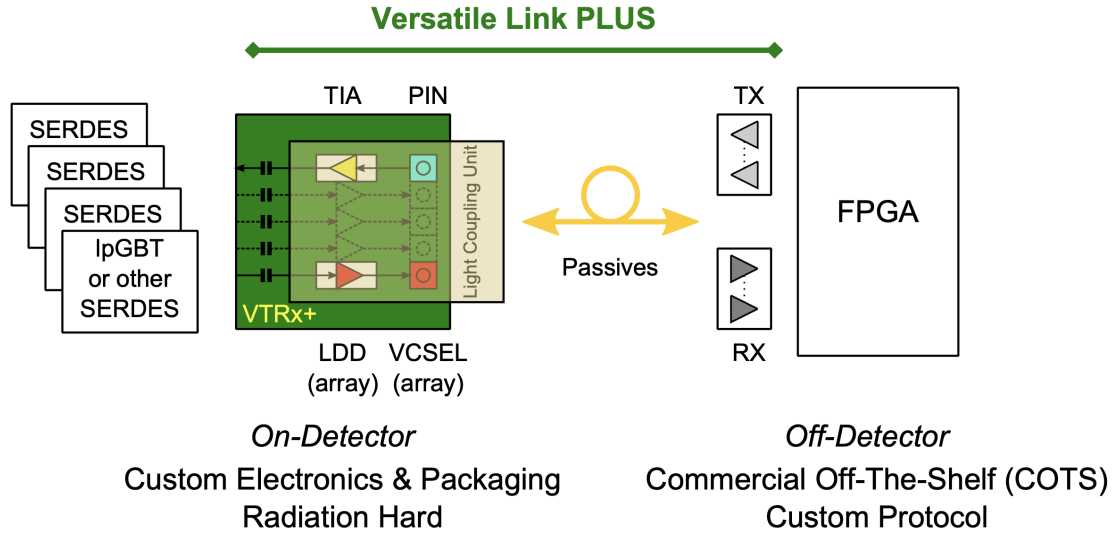 Versatile Link PLUS
TIA
PIN
TX
SERDES
SERDES
SERDES
lpGBT
or other
SERDES
Light Coupling Unit
VTRx+
Passives
FPGA
LDD
(array)
VCSEL
(array)
RX
On-Detector
Custom Electronics & Packaging
Radiation Hard
Off-Detector
Commercial Off-The-Shelf (COTS)
Custom Protocol